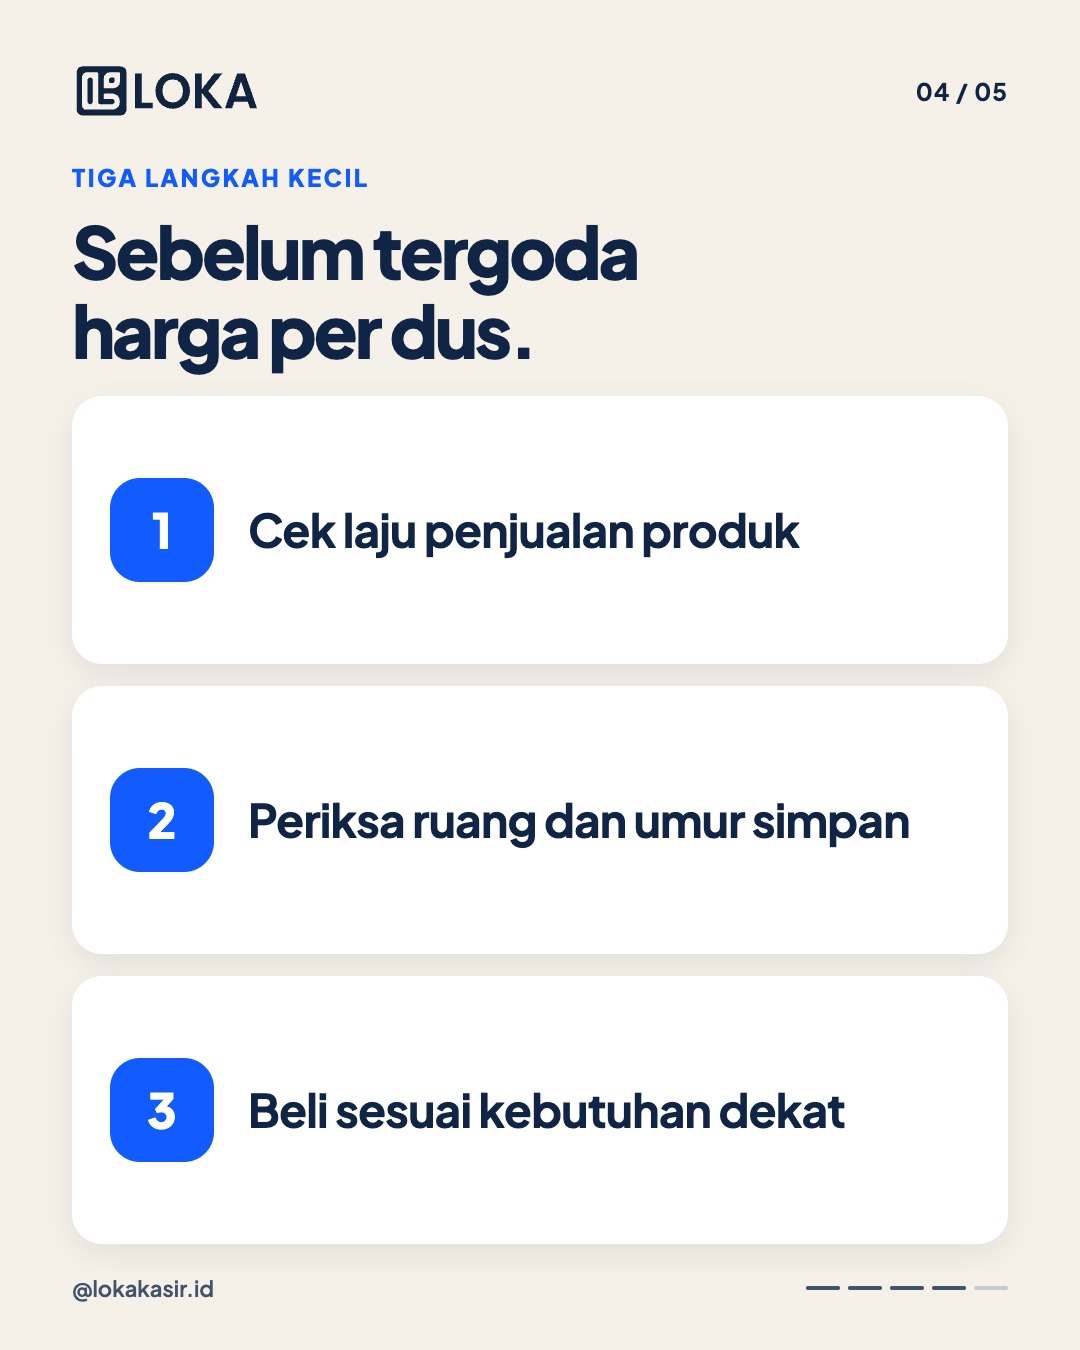 LOKA
04 / 05
TIGA LANGKAH KECIL
Sebelum tergoda
harga per dus.
1
Cek laju penjualan produk
2
Periksa ruang dan umur simpan
3
Beli sesuai kebutuhan dekat
@lokakasir.id